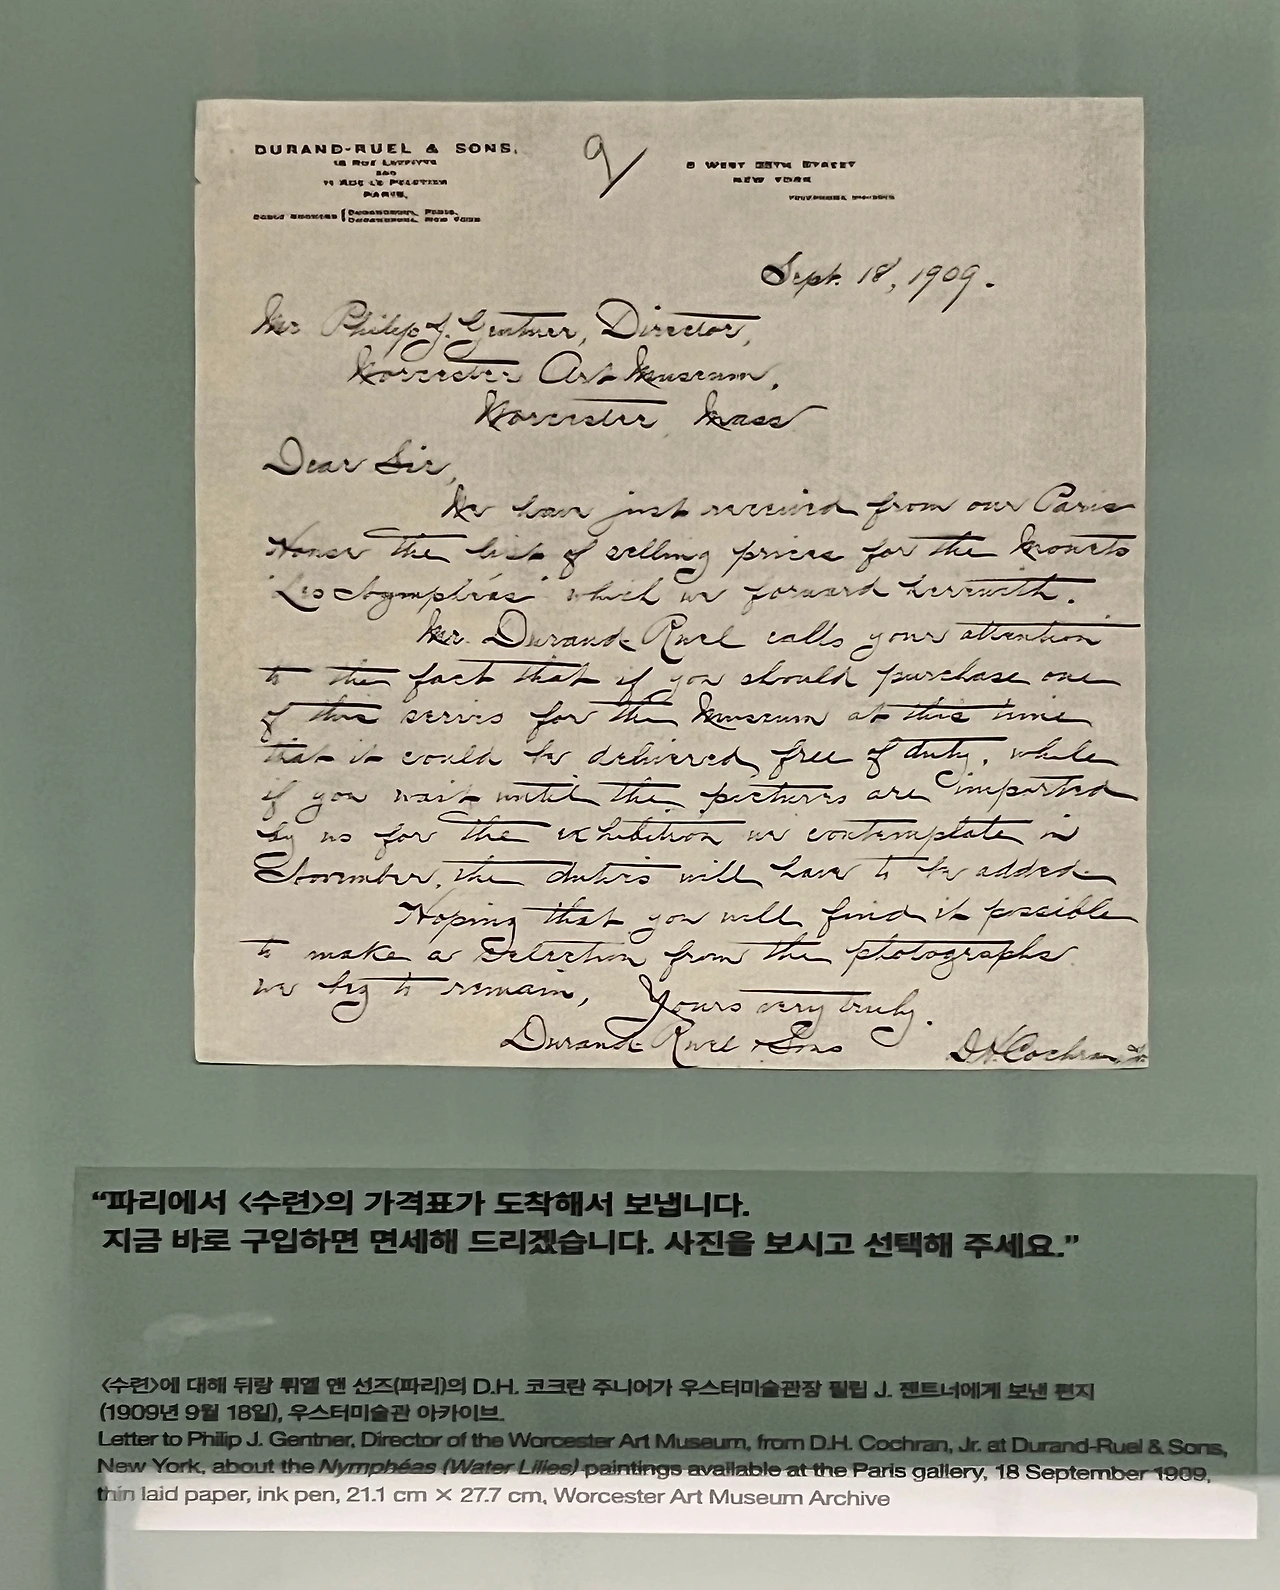 DURAND-RUEL & SONS.
16 RUE LAFFITTE
AND
11 RUE LE PELETIER
PARIS.
9/
5 WEST STREET
NEW YORK
Sept. 18, 1909.
Mr Philip J. Gentner, Director,
Worcester Art Museum,
Worcester Mass
Dear Sir,
We have just received from our Paris
House the list of selling prices for the Monets
"Les Nymphéas" which we forward herewith.
Mr. Durand-Ruel calls your attention
to the fact that if you should purchase one
of this series for the Museum at this time
that it could be delivered free of duty, while
if you wait until the pictures are imported
by us for the exhibition we contemplate in
November, the duties will have to be added.
Hoping that you will find it possible
to make a selection from the photographs
we beg to remain, Yours very truly.
Durand-Ruel & Sons D.H. Cochran, Jr.
“파리에서 <수련>의 가격표가 도착해서 보냅니다.
지금 바로 구입하면 면세해 드리겠습니다. 사진을 보시고 선택해 주세요.”
<수련>에 대해 뒤랑 뤼엘 앤 선즈(파리)의 D.H. 코크란 주니어가 우스터미술관장 필립 J. 젠트너에게 보낸 편지
(1909년 9월 18일), 우스터미술관 아카이브.
Letter to Philip J. Gentner, Director of the Worcester Art Museum, from D.H. Cochran, Jr. at Durand-Ruel & Sons,
New York, about the Nymphéas (Water Lilies) paintings available at the Paris gallery, 18 September 1909,
thin laid paper, ink pen, 21.1 cm × 27.7 cm, Worcester Art Museum Archive